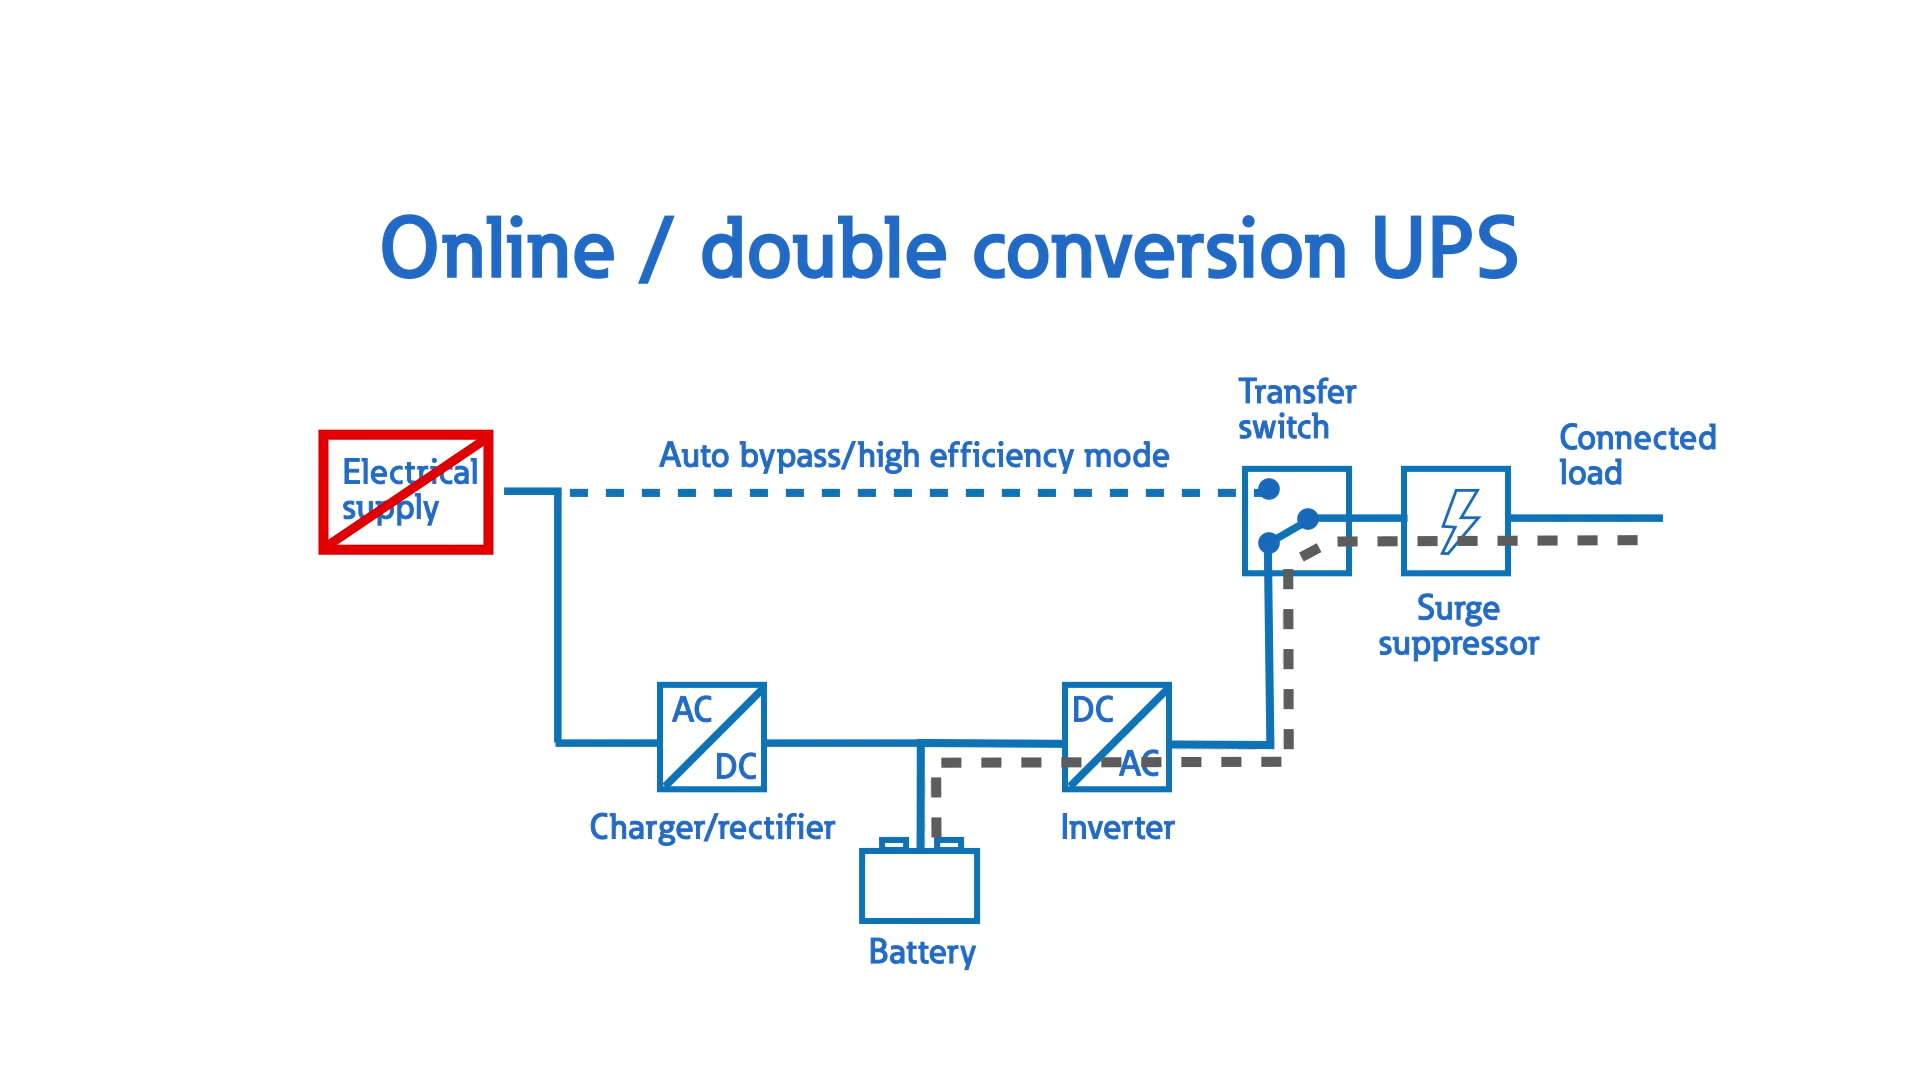 Online / double conversion UPS
Transfer
switch
Connected
load
Auto bypass/high efficiency mode
Electrical
supply
Surge
suppressor
AC
DC
DC
AC
Charger/rectifier
Inverter
Battery